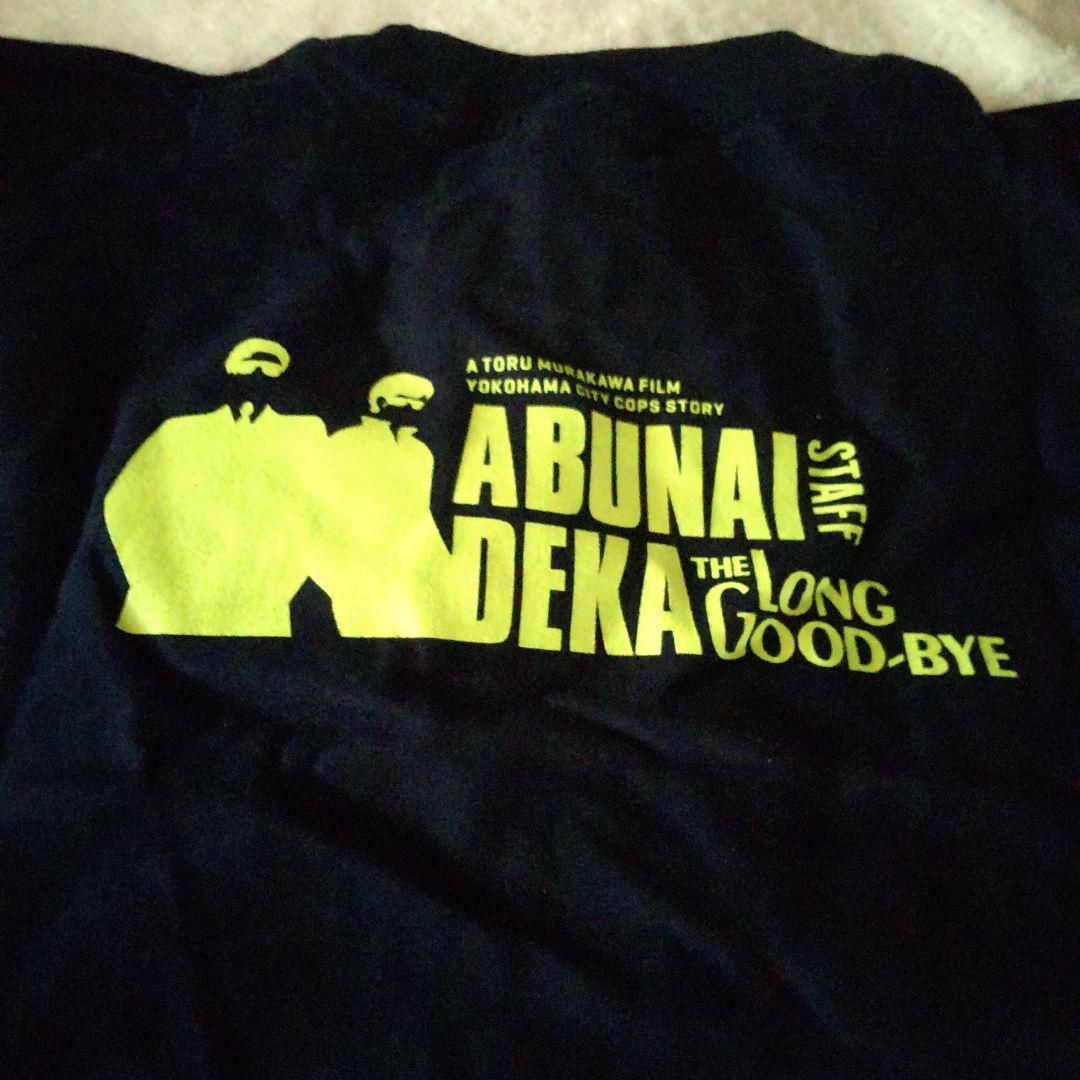 A TORU MURAKAWA FILM
YOKOHAMA CITY COPS STORY
ABUNAI
STAFF
DEKA
THE LONG
GOOD-BYE